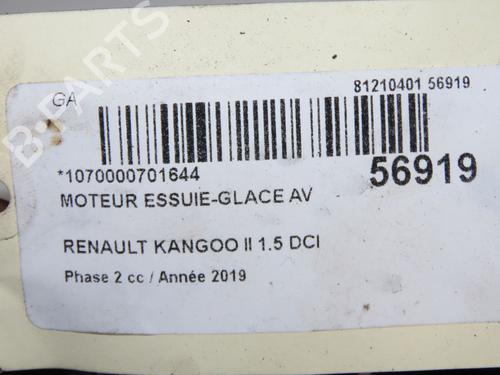 GA
81210401 56919
*1070000701644
56919
MOTEUR ESSUIE-GLACE AV
RENAULT KANGOO II 1.5 DCI
Phase 2 cc / Année 2019
B-PARTS